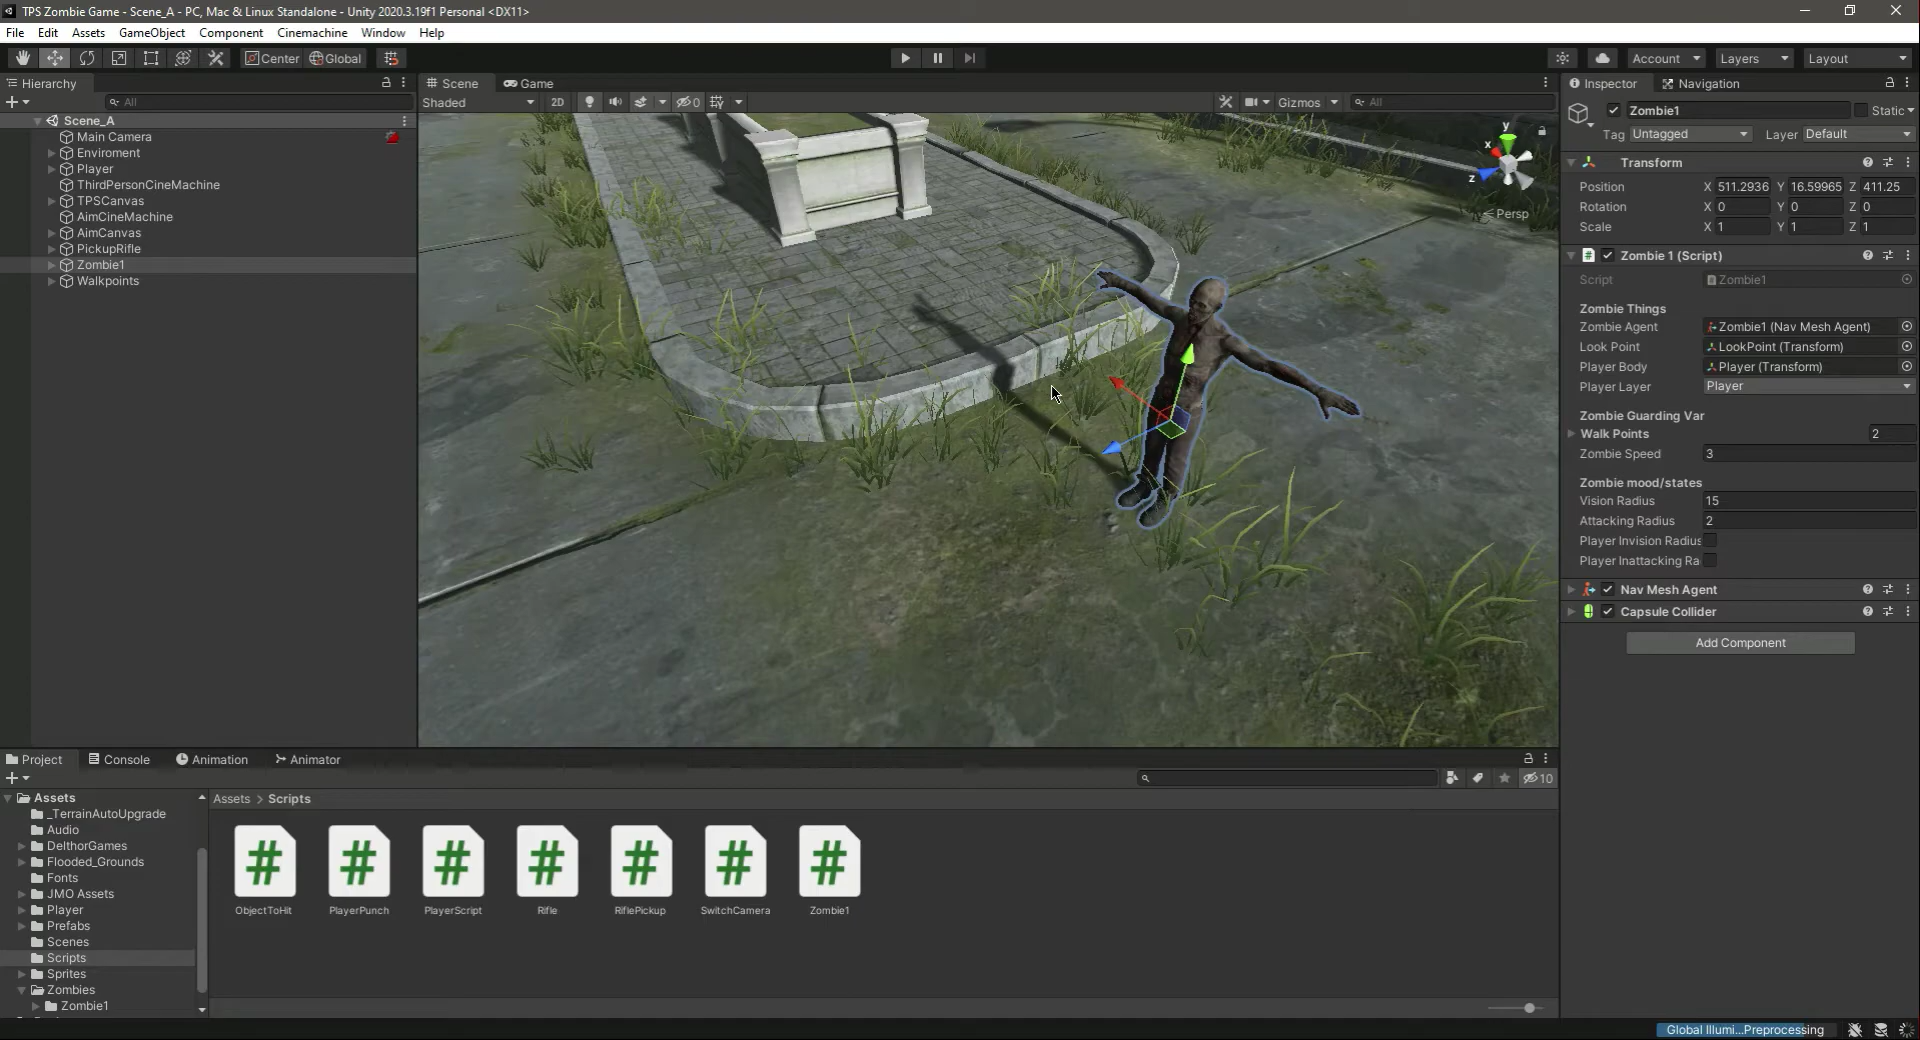 TPS Zombie Game - Scene_A - PC, Mac & Linux Standalone - Unity 2020.3.19f1 Personal <DX11>
File Edit Assets GameObject Component Cinemachine Window Help
Center Global Account Layers Layout
Hierarchy
All
Scene_A
Main Camera
Enviroment
Player
ThirdPersonCineMachine
TPSCanvas
AimCineMachine
AimCanvas
PickupRifle
Zombie1
Walkpoints
Scene Game
Shaded 2D 0 Gizmos All
y
x
z
Persp
Inspector Navigation
Zombie1 Static
Tag Untagged Layer Default
Transform
Position X 511.2936 Y 16.59965 Z 411.25
Rotation X 0 Y 0 Z 0
Scale X 1 Y 1 Z 1
# Zombie 1 (Script)
Script Zombie1
Zombie Things
Zombie Agent Zombie1 (Nav Mesh Agent)
Look Point LookPoint (Transform)
Player Body Player (Transform)
Player Layer Player
Zombie Guarding Var
Walk Points 2
Zombie Speed 3
Zombie mood/states
Vision Radius 15
Attacking Radius 2
Player Invision Radius
Player Inattacking Ra
Nav Mesh Agent
Capsule Collider
Add Component
Project Console Animation Animator
10
Assets
_TerrainAutoUpgrade
Audio
DelthorGames
Flooded_Grounds
Fonts
JMO Assets
Player
Prefabs
Scenes
Scripts
Sprites
Zombies
Zombie1
Assets > Scripts
# # # # # # #
ObjectToHit PlayerPunch PlayerScript Rifle RiflePickup SwitchCamera Zombie1
Global Illumi...Preprocessing